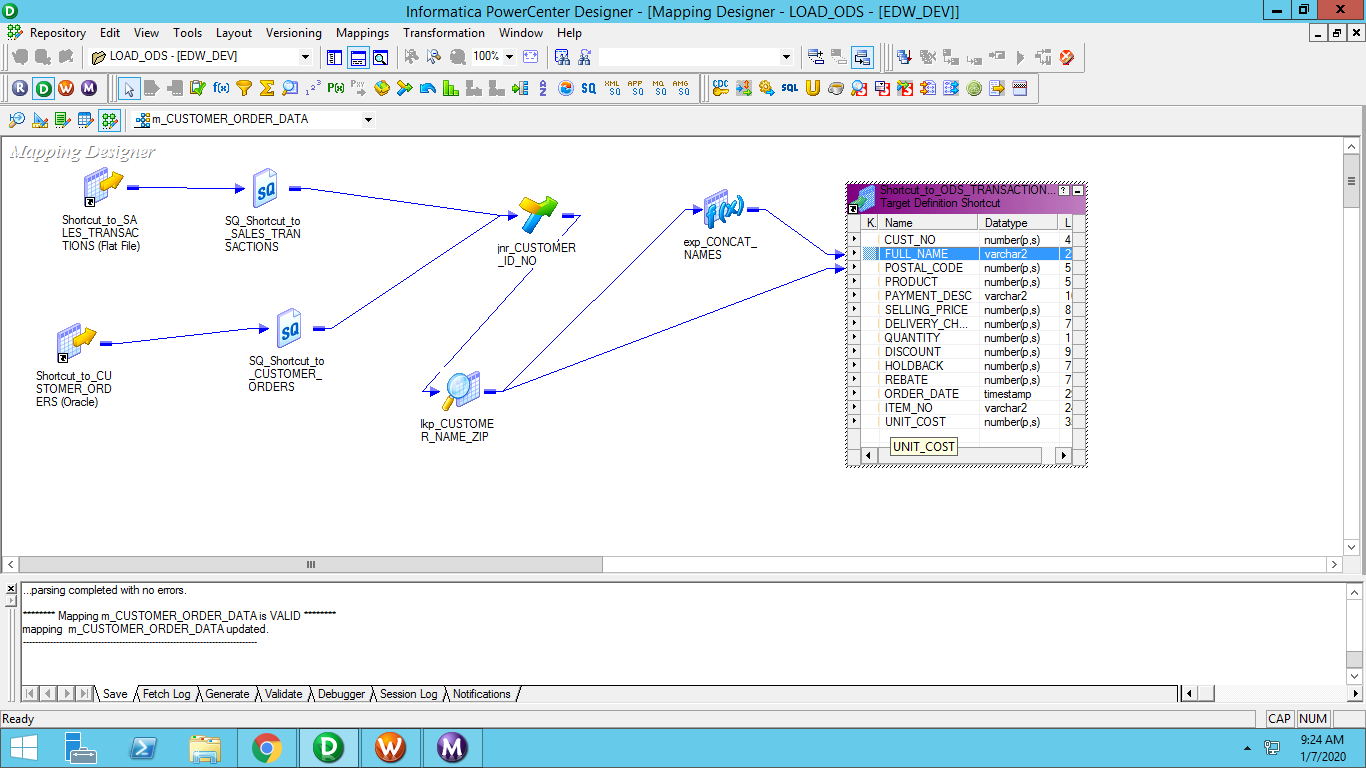 Informatica PowerCenter Designer - [Mapping Designer - LOAD_ODS - [EDW_DEV]]
Repository Edit View Tools Layout Versioning Mappings Transformation Window Help
LOAD_ODS - [EDW_DEV]
100%
m_CUSTOMER_ORDER_DATA
Mapping Designer
Shortcut_to_SA
LES_TRANSAC
TIONS (Flat File)
SQ_Shortcut_to
_SALES_TRAN
SACTIONS
jnr_CUSTOMER
_ID_NO
exp_CONCAT_
NAMES
Shortcut_to_CU
STOMER_ORD
ERS (Oracle)
SQ_Shortcut_to
_CUSTOMER_
ORDERS
lkp_CUSTOME
R_NAME_ZIP
Shortcut_to_ODS_TRANSACTION...
Target Definition Shortcut
K. Name Datatype L
CUST_NO number(p,s) 4
FULL_NAME varchar2 2
POSTAL_CODE number(p,s) 5
PRODUCT number(p,s) 5
PAYMENT_DESC varchar2 1
SELLING_PRICE number(p,s) 8
DELIVERY_CH... number(p,s) 7
QUANTITY number(p,s) 1
DISCOUNT number(p,s) 9
HOLDBACK number(p,s) 7
REBATE number(p,s) 7
ORDER_DATE timestamp 2
ITEM_NO varchar2 2
UNIT_COST number(p,s) 3
UNIT_COST
...parsing completed with no errors.
******** Mapping m_CUSTOMER_ORDER_DATA is VALID ********
mapping m_CUSTOMER_ORDER_DATA updated.
Save Fetch Log Generate Validate Debugger Session Log Notifications
Ready
CAP NUM
9:24 AM
1/7/2020